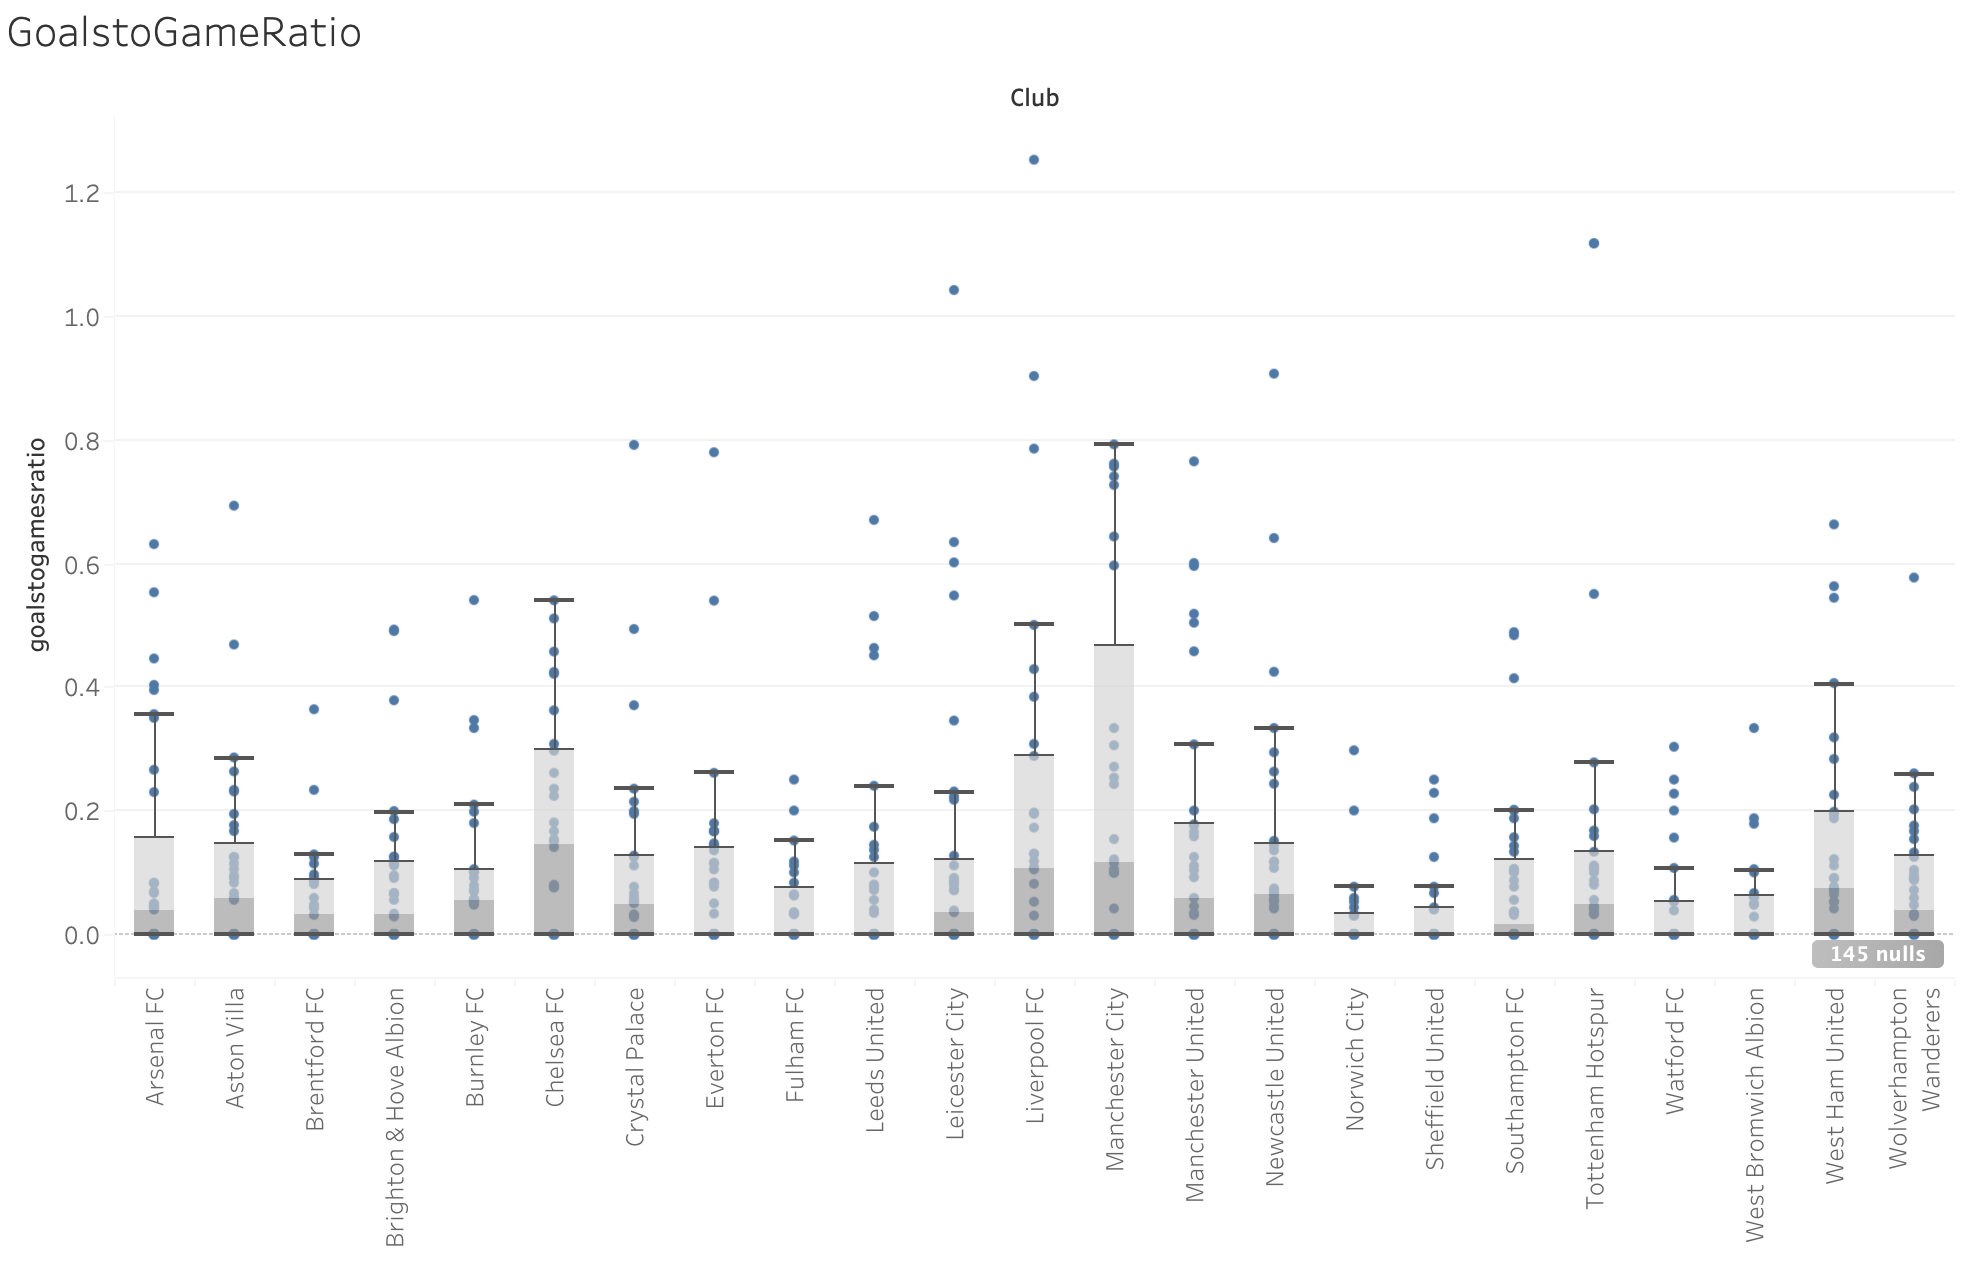 GoalstoGameRatio
Club
goalstogamesratio
1.2
1.0
0.8
0.6
0.4
0.2
0.0
145 nulls
Arsenal FC
Aston Villa
Brentford FC
Brighton & Hove Albion
Burnley FC
Chelsea FC
Crystal Palace
Everton FC
Fulham FC
Leeds United
Leicester City
Liverpool FC
Manchester City
Manchester United
Newcastle United
Norwich City
Sheffield United
Southampton FC
Tottenham Hotspur
Watford FC
West Bromwich Albion
West Ham United
Wolverhampton
Wanderers